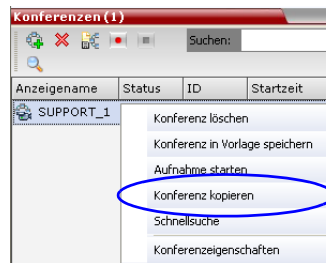 Konferenzen (1)
Suchen:
Anzeigename Status ID Startzeit
SUPPORT_1
Konferenz löschen
Konferenz in Vorlage speichern
Aufnahme starten
Konferenz kopieren
Schnellsuche
Konferenzeigenschaften